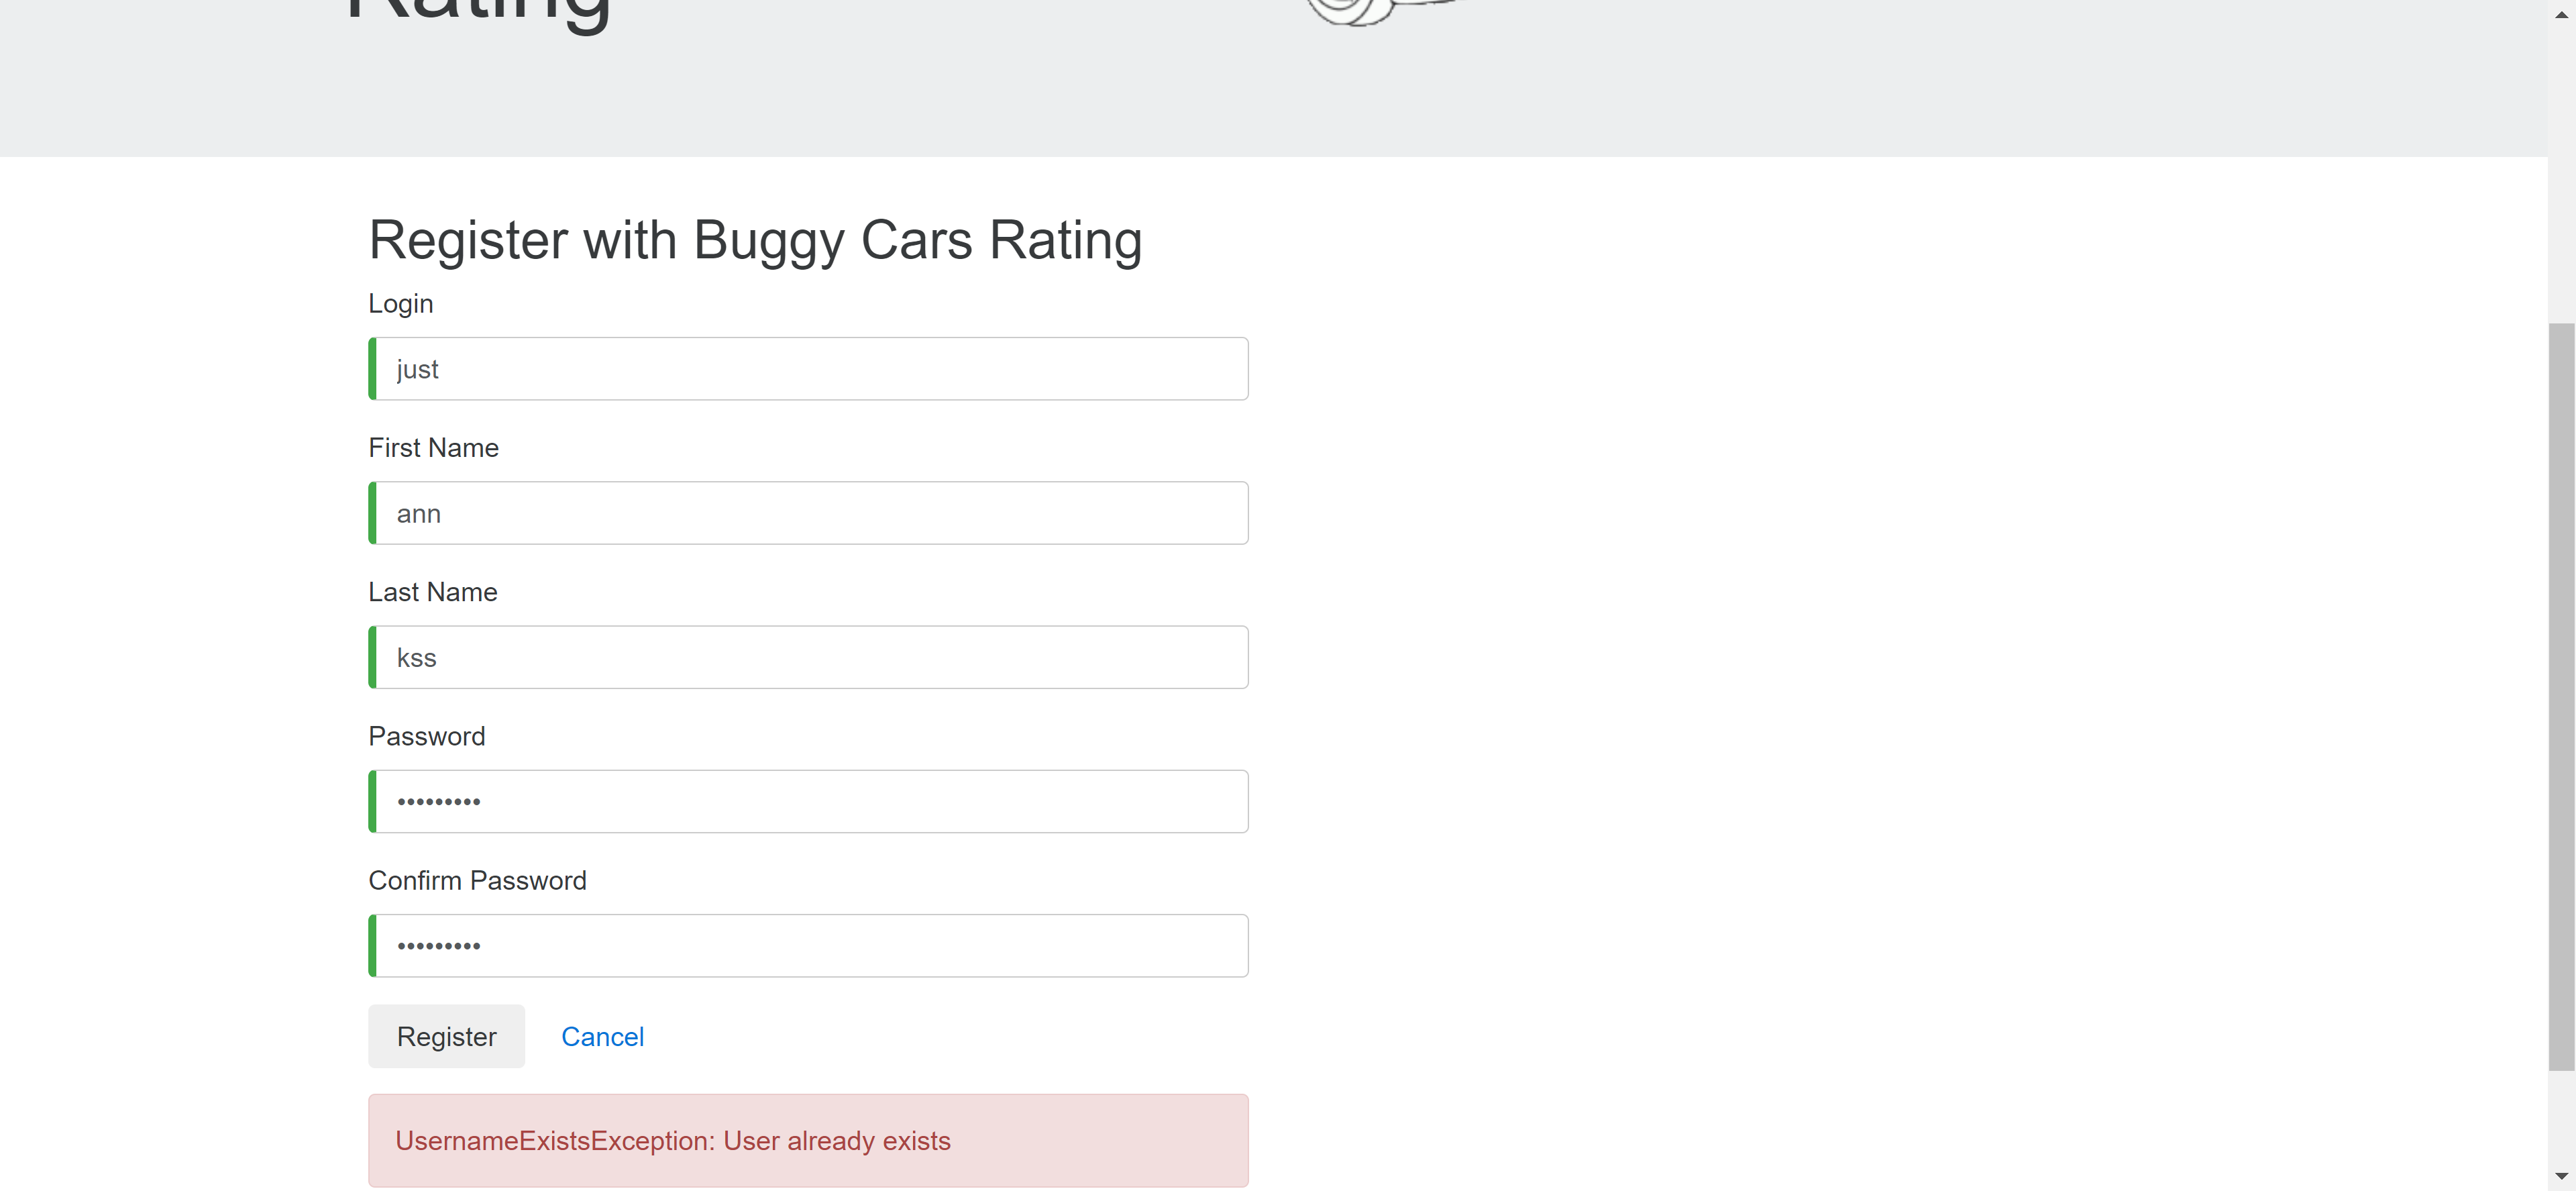 Rating
Register with Buggy Cars Rating
Login
just
First Name
ann
Last Name
kss
Password
•••••••••
Confirm Password
•••••••••
Register Cancel
UsernameExistsException: User already exists